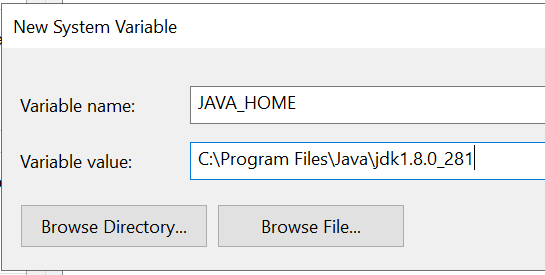 New System Variable
Variable name: JAVA_HOME
Variable value: C:\Program Files\Java\jdk1.8.0_281
Browse Directory... Browse File...